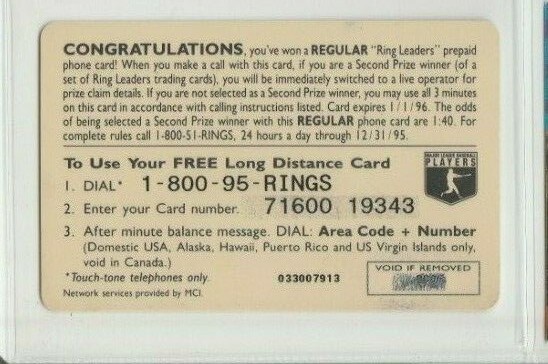 CONGRATULATIONS, you've won a REGULAR "Ring Leaders" prepaid
phone card! When you make a call with this card, if you are a Second Prize winner (of a
set of Ring Leaders trading cards), you will be immediately switched to a live operator for
prize claim details. If you are not selected as a Second Prize winner, you may use all 3 minutes
on this card in accordance with calling instructions listed. Card expires 1/1/96. The odds
of being selected a Second Prize winner with this REGULAR phone card are 1:40. For
complete rules call 1-800-51-RINGS, 24 hours a day through 12/31/95.
To Use Your FREE Long Distance Card
1. DIAL* 1-800-95-RINGS
2. Enter your Card number. 71600 19343
3. After minute balance message. DIAL: Area Code + Number
(Domestic USA, Alaska, Hawaii, Puerto Rico and US Virgin Islands only,
void in Canada.)
*Touch-tone telephones only. 033007913
Network services provided by MCI.
MAJOR LEAGUE BASEBALL
PLAYERS
VOID IF REMOVED